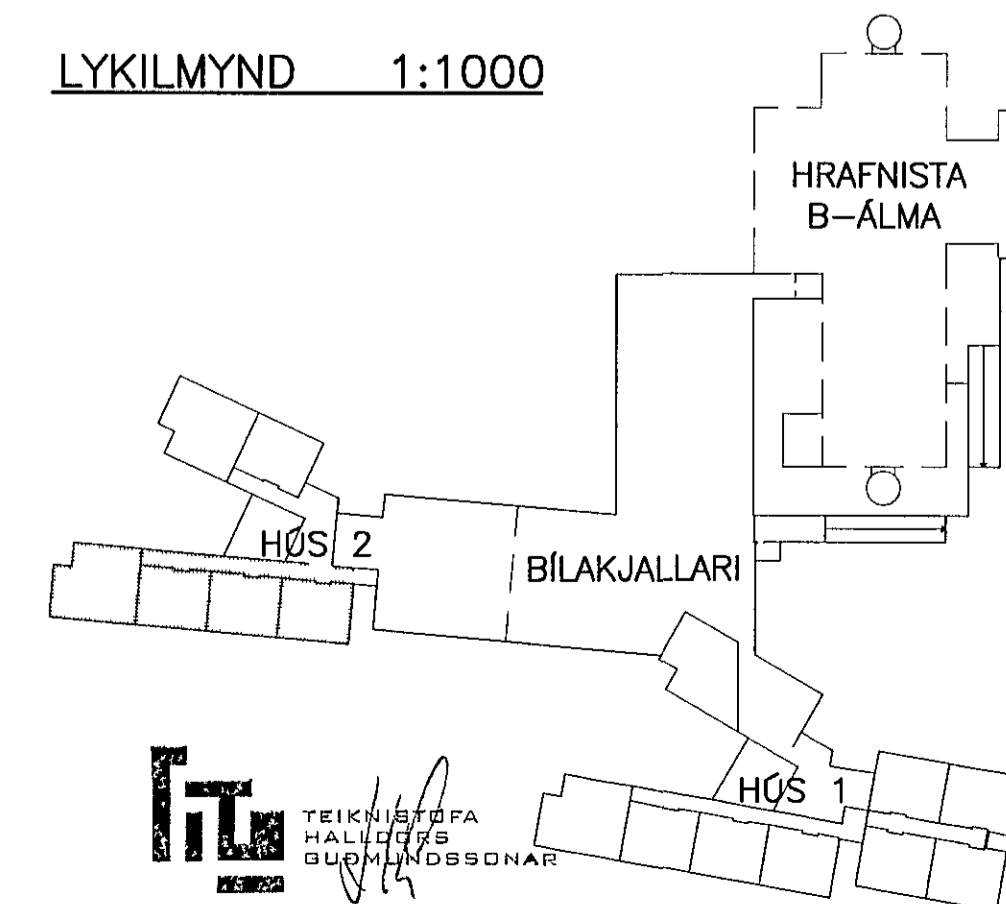 LYKILMYND 1:1000
HRAFNISTA
B-ÁLMA
HÚS 2
BÍLAKJALLARI
HÚS 1
TEIKNISTOFA
HALLDÓRS
GUÐMUNDSSONAR